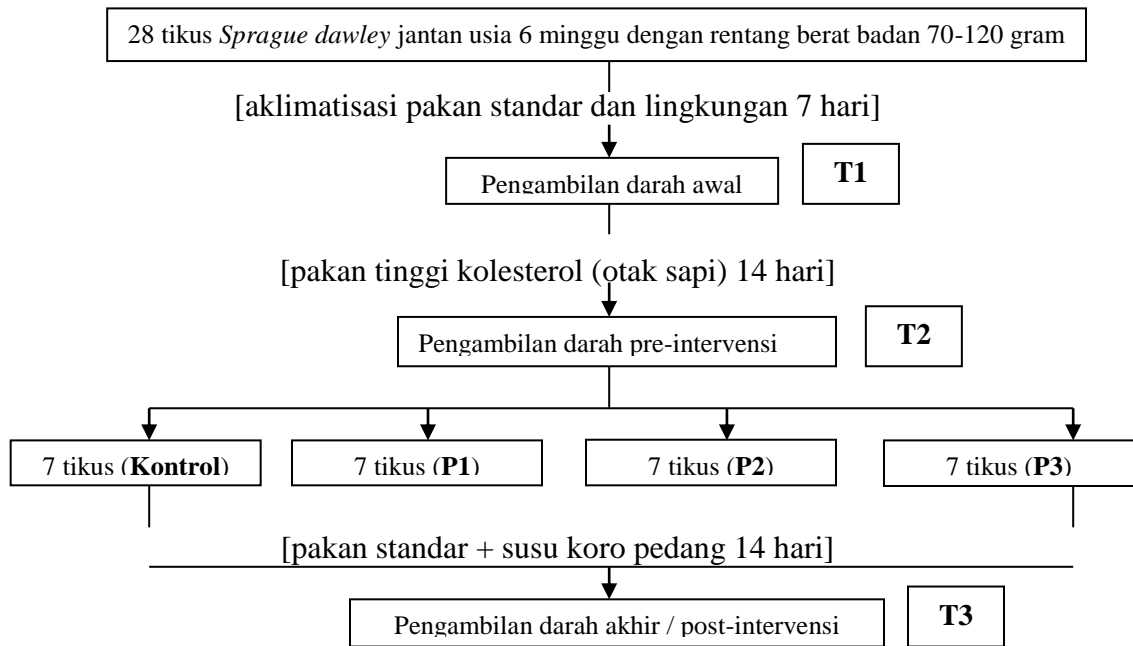 28 tikus Sprague dawley jantan usia 6 minggu dengan rentang berat badan 70-120 gram
[aklimatisasi pakan standar dan lingkungan 7 hari]
Pengambilan darah awal
T1
[pakan tinggi kolesterol (otak sapi) 14 hari]
Pengambilan darah pre-intervensi
T2
7 tikus (Kontrol)
7 tikus (P1)
7 tikus (P2)
7 tikus (P3)
[pakan standar + susu koro pedang 14 hari]
Pengambilan darah akhir / post-intervensi
T3